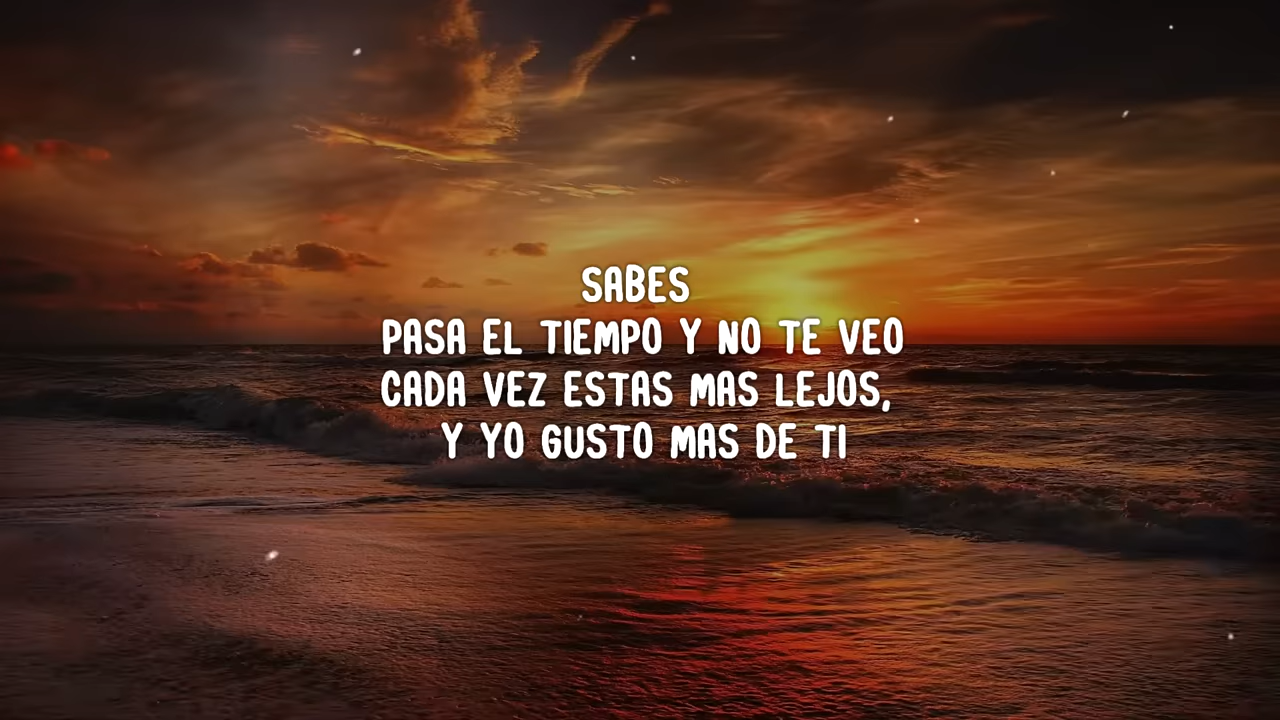 SABES
PASA EL TIEMPO Y NO TE VEO
CADA VEZ ESTAS MAS LEJOS,
Y YO GUSTO MAS DE TI